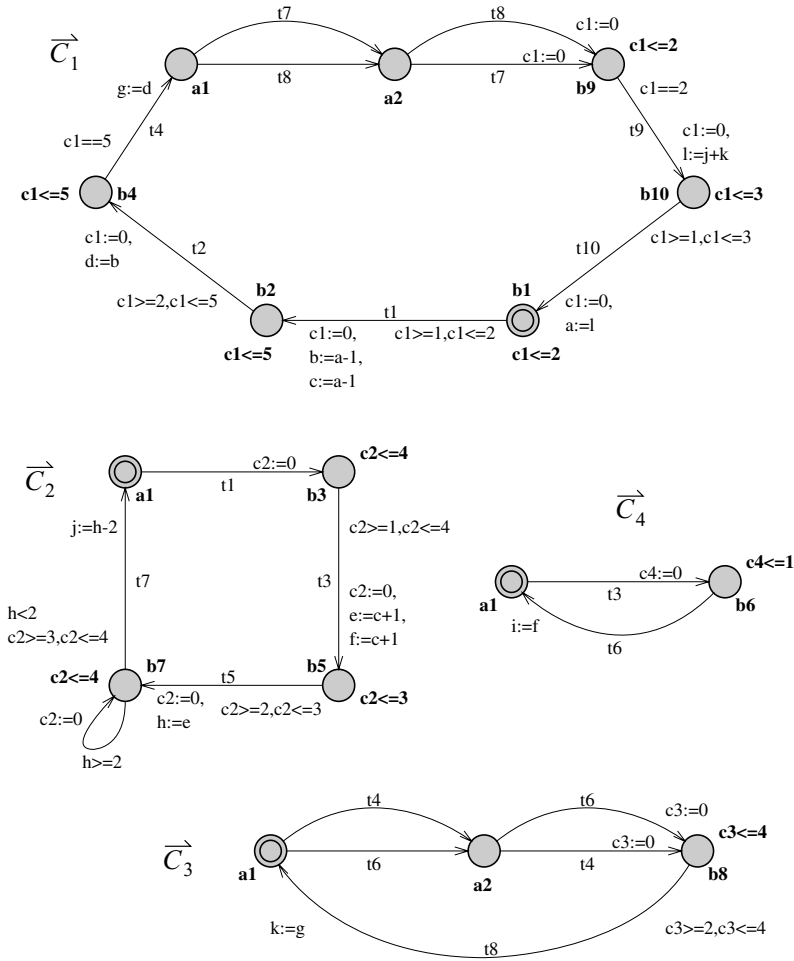 C1
t7
t8
c1:=0
c1<=2
a1
t8
a2
c1:=0
t7
b9
c1==2
g:=d
t4
c1==5
t9
c1:=0,
l:=j+k
c1<=5
b4
b10
c1<=3
c1:=0,
d:=b
t2
t10
c1>=1,c1<=3
c1>=2,c1<=5
b2
b1
c1:=0,
a:=l
t1
c1<=5
c1:=0,
b:=a-1,
c:=a-1
c1>=1,c1<=2
c1<=2
C2
a1
c2:=0
t1
c2<=4
b3
j:=h-2
c2>=1,c2<=4
t7
t3
c2:=0,
e:=c+1,
f:=c+1
h<2
c2>=3,c2<=4
c2<=4
b7
t5
b5
c2:=0,
h:=e
c2>=2,c2<=3
c2<=3
c2:=0
h>=2
C4
a1
c4:=0
t3
c4<=1
b6
i:=f
t6
C3
t4
t6
c3:=0
c3<=4
a1
t6
a2
c3:=0
t4
b8
k:=g
t8
c3>=2,c3<=4